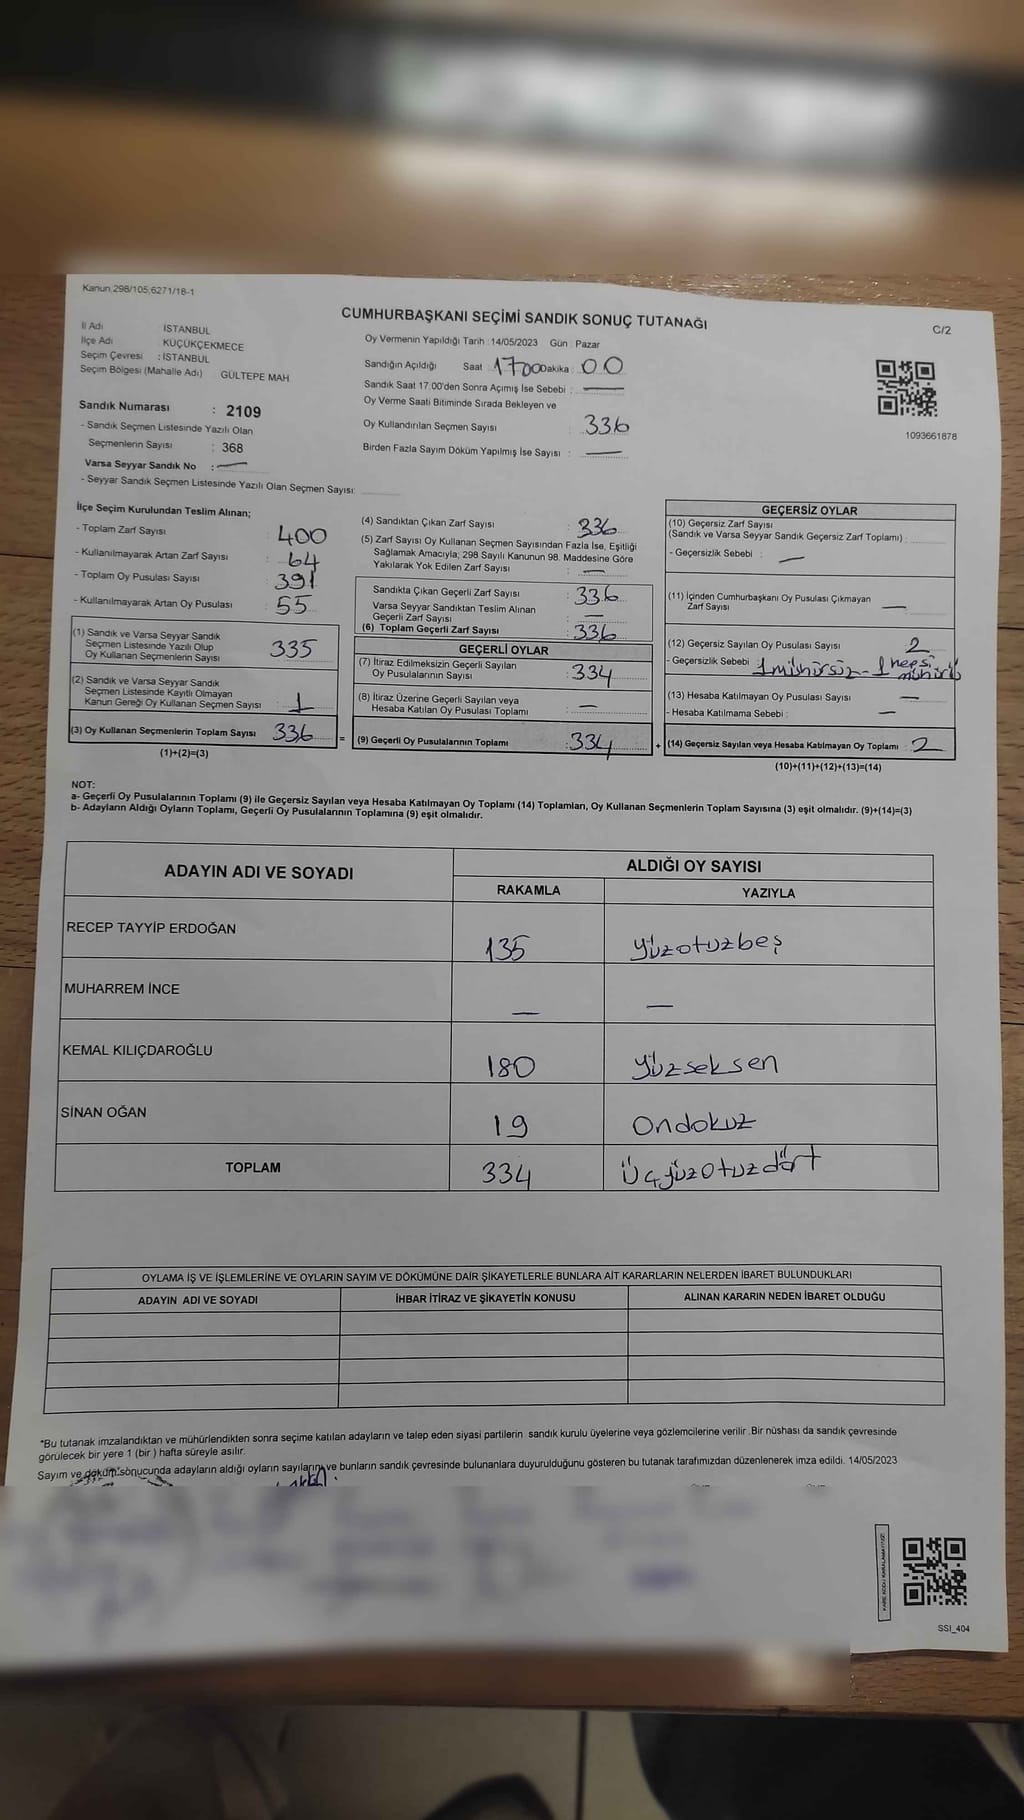 Kanun 298/105,6271/18-1
CUMHURBAŞKANI SEÇİMİ SANDIK SONUÇ TUTANAĞI
C/2
İl Adı İSTANBUL
İlçe Adı KÜÇÜKÇEKMECE
Seçim Çevresi : İSTANBUL
Seçim Bölgesi (Mahalle Adı) GÜLTEPE MAH
Sandık Numarası : 2109
- Sandık Seçmen Listesinde Yazılı Olan
Seçmenlerin Sayısı : 368
Varsa Seyyar Sandık No : —
- Seyyar Sandık Seçmen Listesinde Yazılı Olan Seçmen Sayısı:
Oy Vermenin Yapıldığı Tarih :14/05/2023 Gün : Pazar
Sandığın Açıldığı Saat 1700 Dakika : 00
Sandık Saat 17:00'den Sonra Açımış İse Sebebi : —
Oy Verme Saati Bitiminde Sırada Bekleyen ve
Oy Kullandırılan Seçmen Sayısı : 336
Birden Fazla Sayım Döküm Yapılmış İse Sayısı : —
1093661878
İlçe Seçim Kurulundan Teslim Alınan;
- Toplam Zarf Sayısı : 400
- Kullanılmayarak Artan Zarf Sayısı : 64
- Toplam Oy Pusulası Sayısı : 391
- Kullanılmayarak Artan Oy Pusulası : 55
(1) Sandık ve Varsa Seyyar Sandık
Seçmen Listesinde Yazılı Olup
Oy Kullanan Seçmenlerin Sayısı : 335
(2) Sandık ve Varsa Seyyar Sandık
Seçmen Listesinde Kayıtlı Olmayan
Kanun Gereği Oy Kullanan Seçmen Sayısı : 1
(3) Oy Kullanan Seçmenlerin Toplam Sayısı : 336
(1)+(2)=(3)
(4) Sandıktan Çıkan Zarf Sayısı : 336
(5) Zarf Sayısı Oy Kullanan Seçmen Sayısından Fazla İse, Eşitliği
Sağlamak Amacıyla; 298 Sayılı Kanunun 98. Maddesine Göre
Yakılarak Yok Edilen Zarf Sayısı : —
Sandıkta Çıkan Geçerli Zarf Sayısı : 336
Varsa Seyyar Sandıktan Teslim Alınan
Geçerli Zarf Sayısı : —
(6) Toplam Geçerli Zarf Sayısı : 336
GEÇERLİ OYLAR
(7) İtiraz Edilmeksizin Geçerli Sayılan
Oy Pusulalarının Sayısı : 334
(8) İtiraz Üzerine Geçerli Sayılan veya
Hesaba Katılan Oy Pusulası Toplamı : —
= (9) Geçerli Oy Pusulalarının Toplamı : 334
GEÇERSİZ OYLAR
(10) Geçersiz Zarf Sayısı
(Sandık ve Varsa Seyyar Sandık Geçersiz Zarf Toplamı) :
- Geçersizlik Sebebi : —
(11) İçinden Cumhurbaşkanı Oy Pusulası Çıkmayan
Zarf Sayısı : —
(12) Geçersiz Sayılan Oy Pusulası Sayısı : 2
- Geçersizlik Sebebi 1 mühürsüz - 1 hepsi mühürlü
(13) Hesaba Katılmayan Oy Pusulası Sayısı : —
- Hesaba Katılmama Sebebi : —
+ (14) Geçersiz Sayılan veya Hesaba Katılmayan Oy Toplamı : 2
(10)+(11)+(12)+(13)=(14)
NOT:
a- Geçerli Oy Pusulalarının Toplamı (9) ile Geçersiz Sayılan veya Hesaba Katılmayan Oy Toplamı (14) Toplamları, Oy Kullanan Seçmenlerin Toplam Sayısına (3) eşit olmalıdır. (9)+(14)=(3)
b- Adayların Aldığı Oyların Toplamı, Geçerli Oy Pusulalarının Toplamına (9) eşit olmalıdır.
ADAYIN ADI VE SOYADI ALDIĞI OY SAYISI
RAKAMLA YAZIYLA
RECEP TAYYİP ERDOĞAN 135 yüzotuzbeş
MUHARREM İNCE — —
KEMAL KILIÇDAROĞLU 180 yüzseksen
SİNAN OĞAN 19 Ondokuz
TOPLAM 334 Üçyüzotuzdört
OYLAMA İŞ VE İŞLEMLERİNE VE OYLARIN SAYIM VE DÖKÜMÜNE DAİR ŞİKAYETLERLE BUNLARA AİT KARARLARIN NELERDEN İBARET BULUNDUKLARI
ADAYIN ADI VE SOYADI İHBAR İTİRAZ VE ŞİKAYETİN KONUSU ALINAN KARARIN NEDEN İBARET OLDUĞU
*Bu tutanak imzalandıktan ve mühürlendikten sonra seçime katılan adayların ve talep eden siyasi partilerin sandık kurulu üyelerine veya gözlemcilerine verilir .Bir nüshası da sandık çevresinde
görülecek bir yere 1 (bir ) hafta süreyle asılır.
Sayım ve döküm sonucunda adayların aldığı oyların sayılarını ve bunların sandık çevresinde bulunanlara duyurulduğunu gösteren bu tutanak tarafımızdan düzenlenerek imza edildi. 14/05/2023
SSI_404